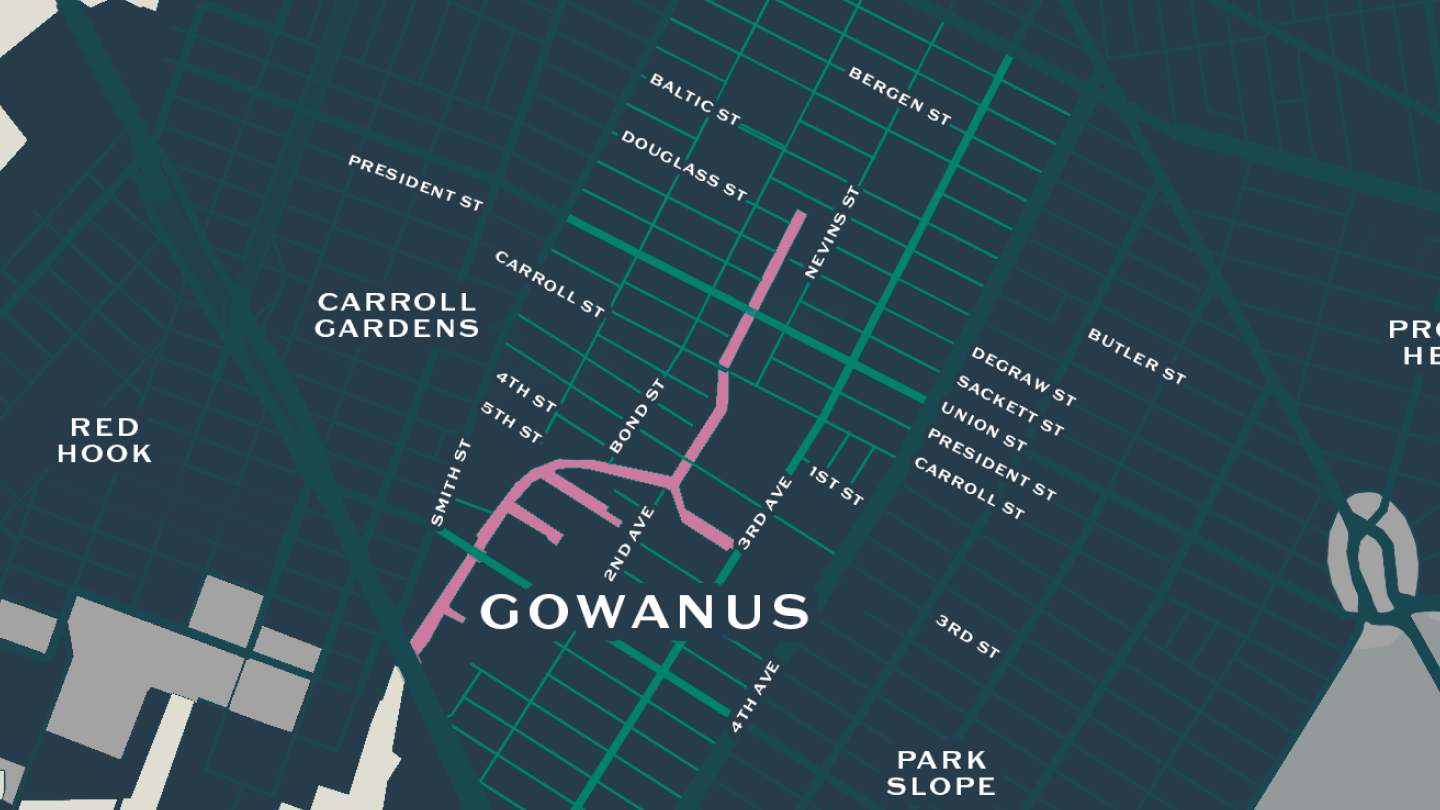 BERGEN ST
BALTIC ST
DOUGLASS ST
PRESIDENT ST
NEVINS ST
CARROLL ST
CARROLL
GARDENS
PRO
HE
BUTLER ST
DEGRAW ST
SACKETT ST
UNION ST
PRESIDENT ST
CARROLL ST
4TH ST
5TH ST
BOND ST
RED
HOOK
SMITH ST
1ST ST
3RD AVE
2ND AVE
GOWANUS
3RD ST
4TH AVE
PARK
SLOPE